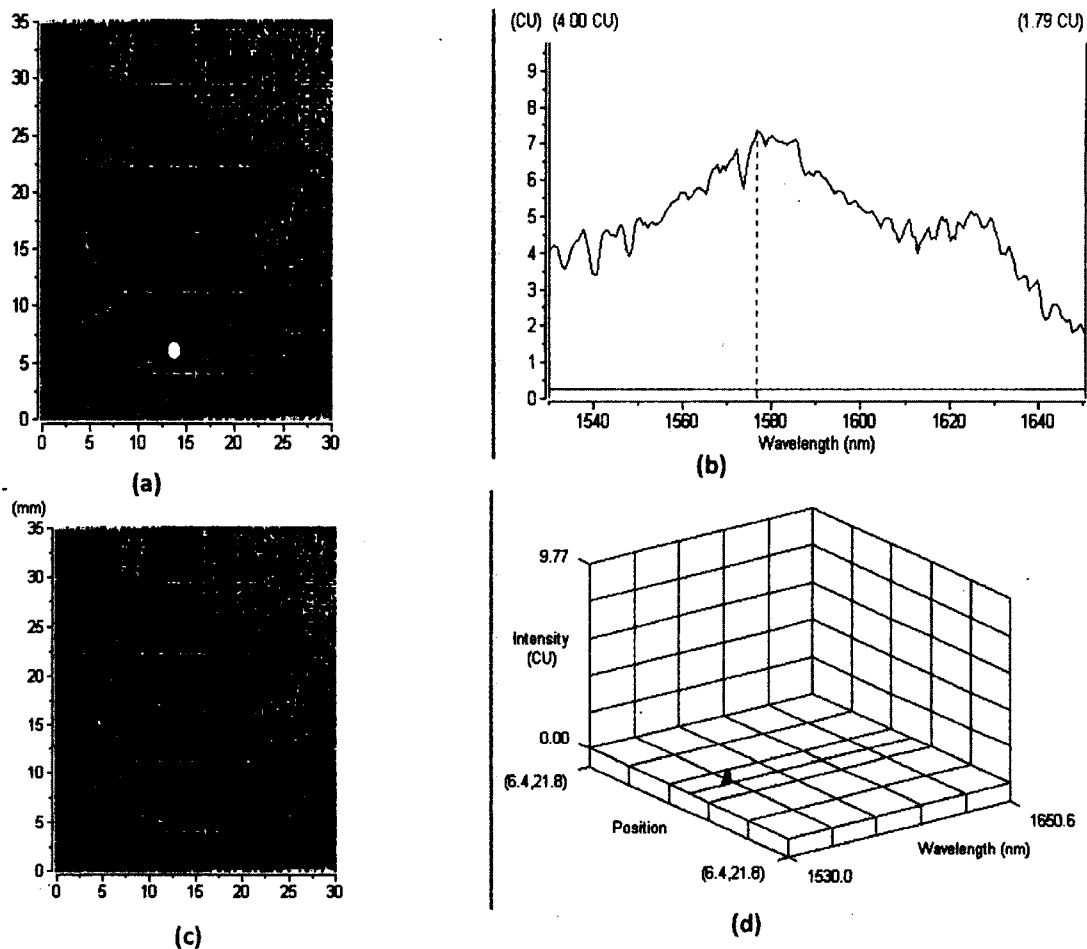 35
30
25
20
15
10
5
0
0 5 10 15 20 25 30
(a)
(CU) (4.00 CU) (1.79 CU)
9
8
7
6
5
4
3
2
1
0
1540 1560 1580 1600 1620 1640
Wavelength (nm)
(b)
(mm)
35
30
25
20
15
10
5
0
0 5 10 15 20 25 30
(c)
9.77
Intensity
(CU)
0.00
(6.4,21.8)
Position
(6.4,21.8)
1530.0
Wavelength (nm)
1650.6
(d)